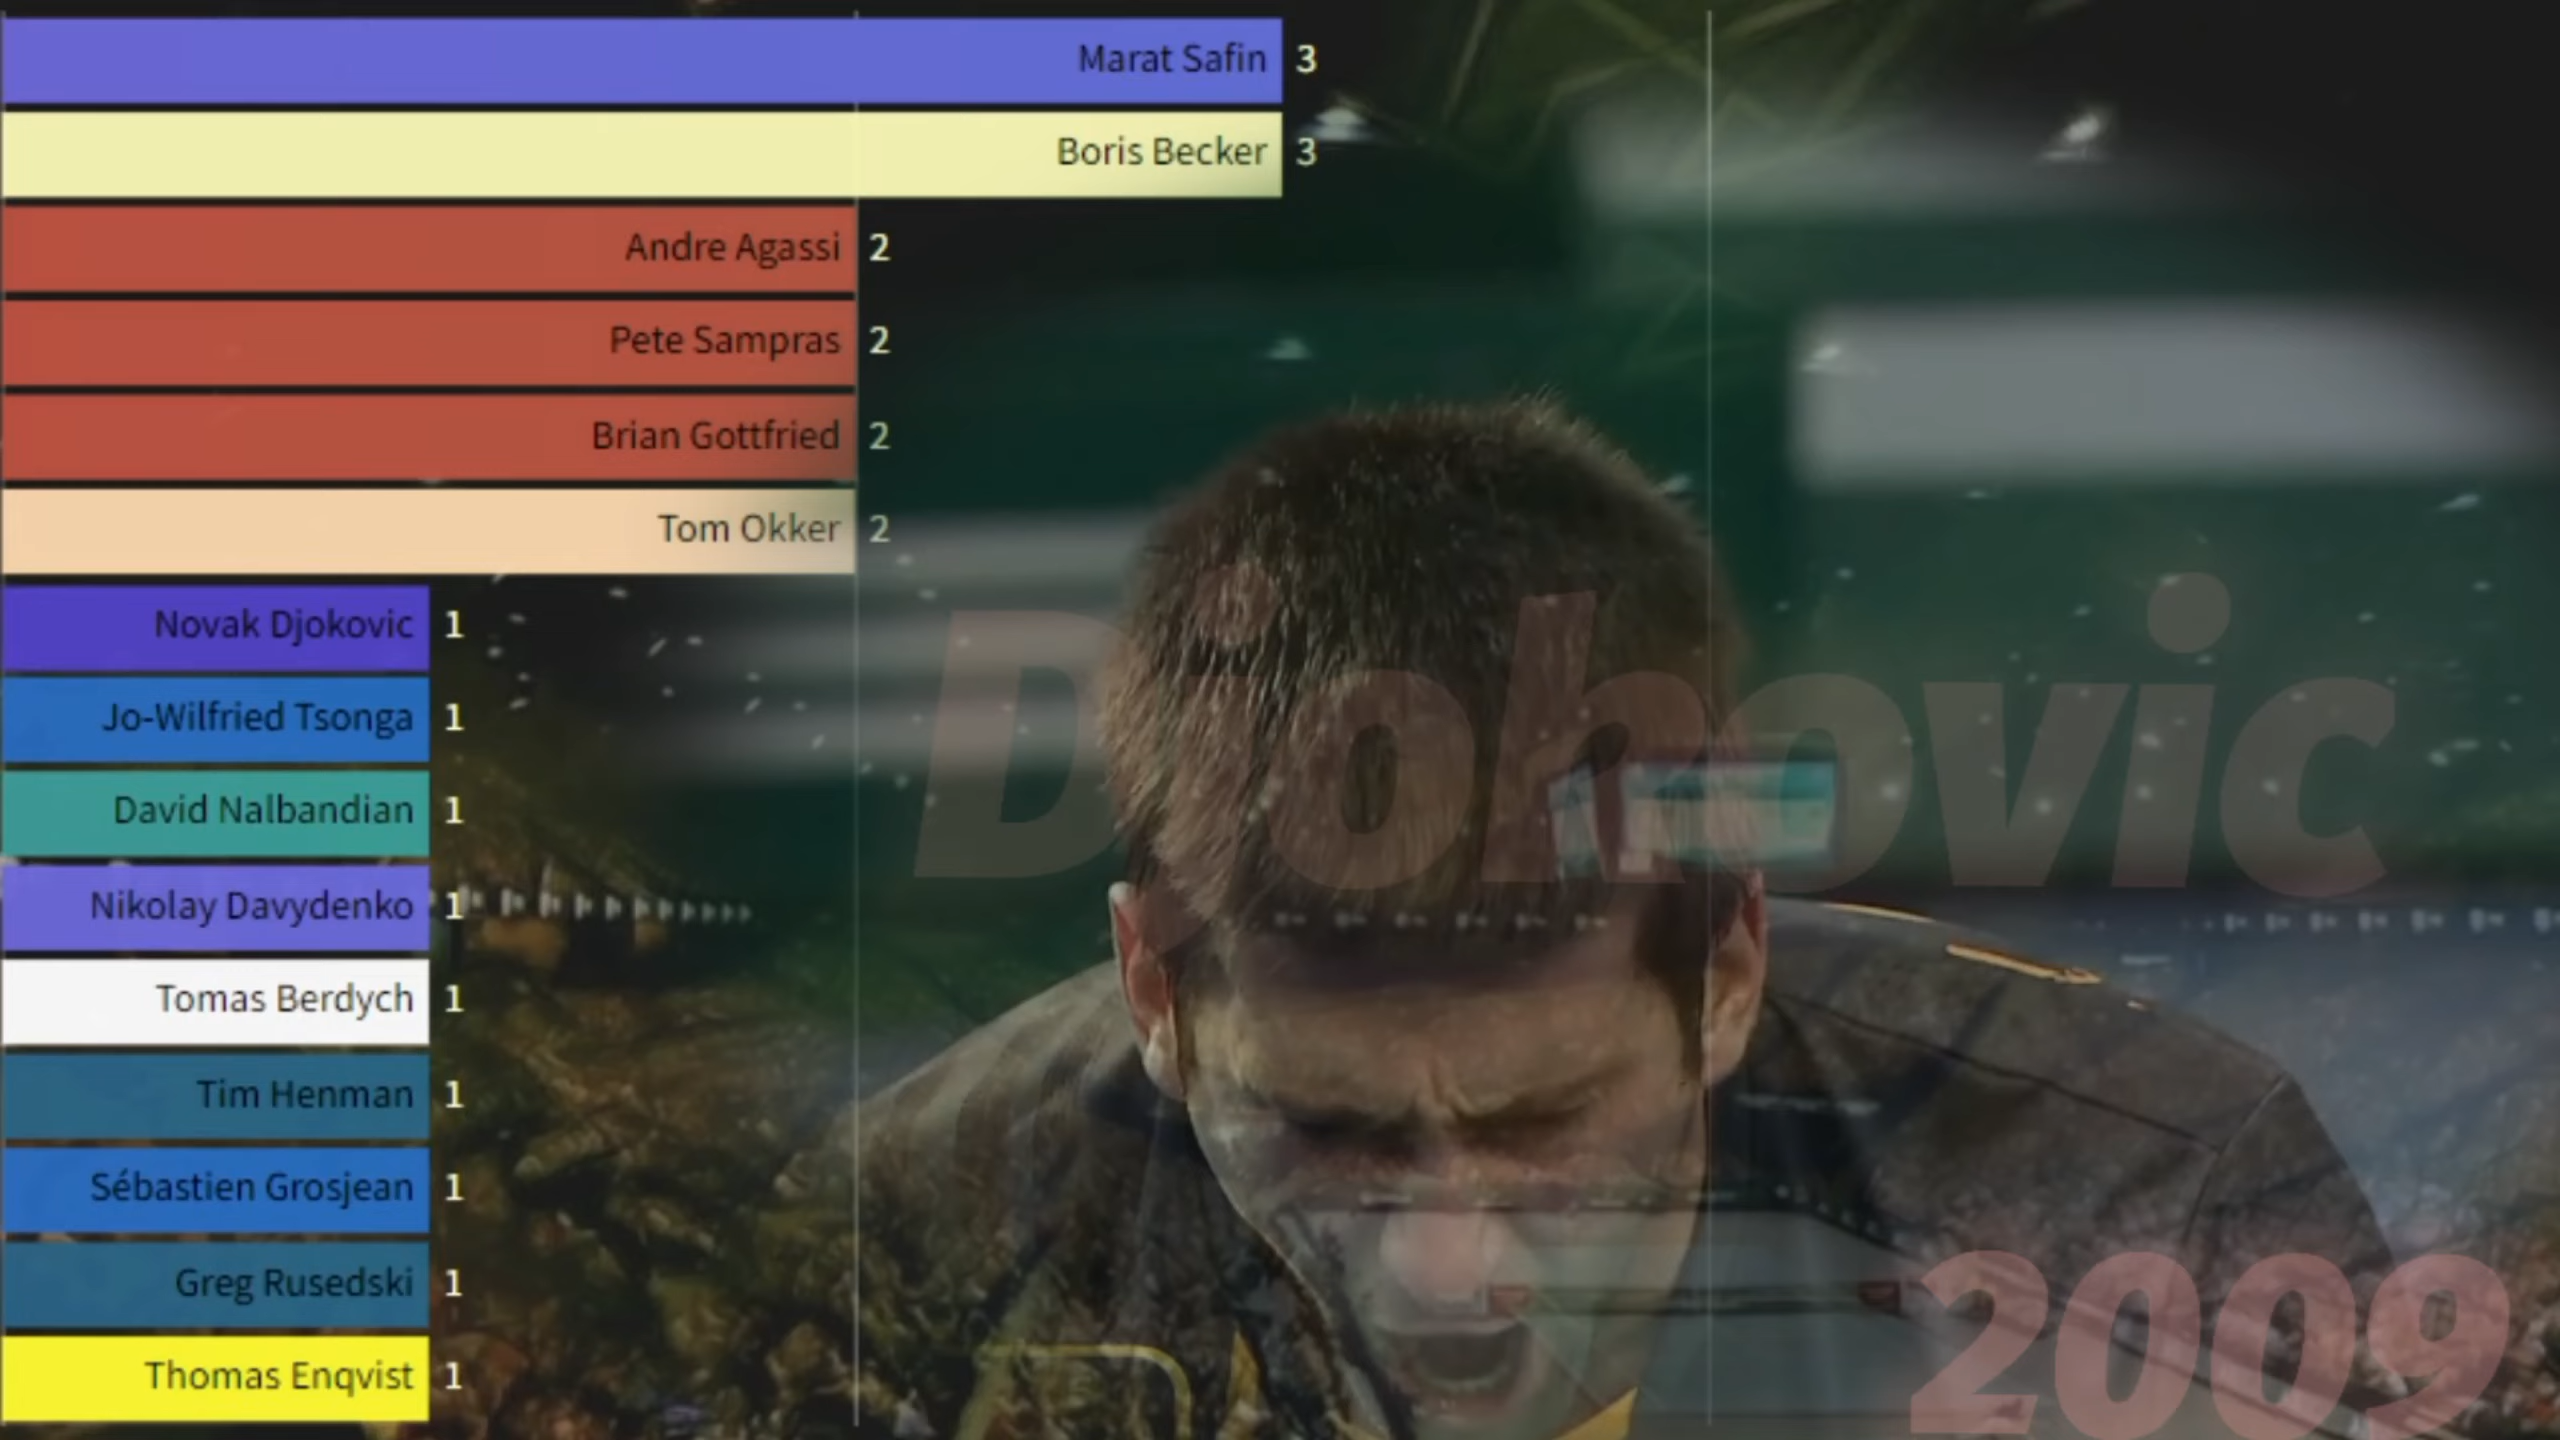 Marat Safin 3
Boris Becker 3
Andre Agassi 2
Pete Sampras 2
Brian Gottfried 2
Tom Okker 2
Novak Djokovic 1
Jo-Wilfried Tsonga 1
David Nalbandian 1
Nikolay Davydenko 1
Tomas Berdych 1
Tim Henman 1
Sébastien Grosjean 1
Greg Rusedski 1
Thomas Enqvist 1
Djokovic
2009